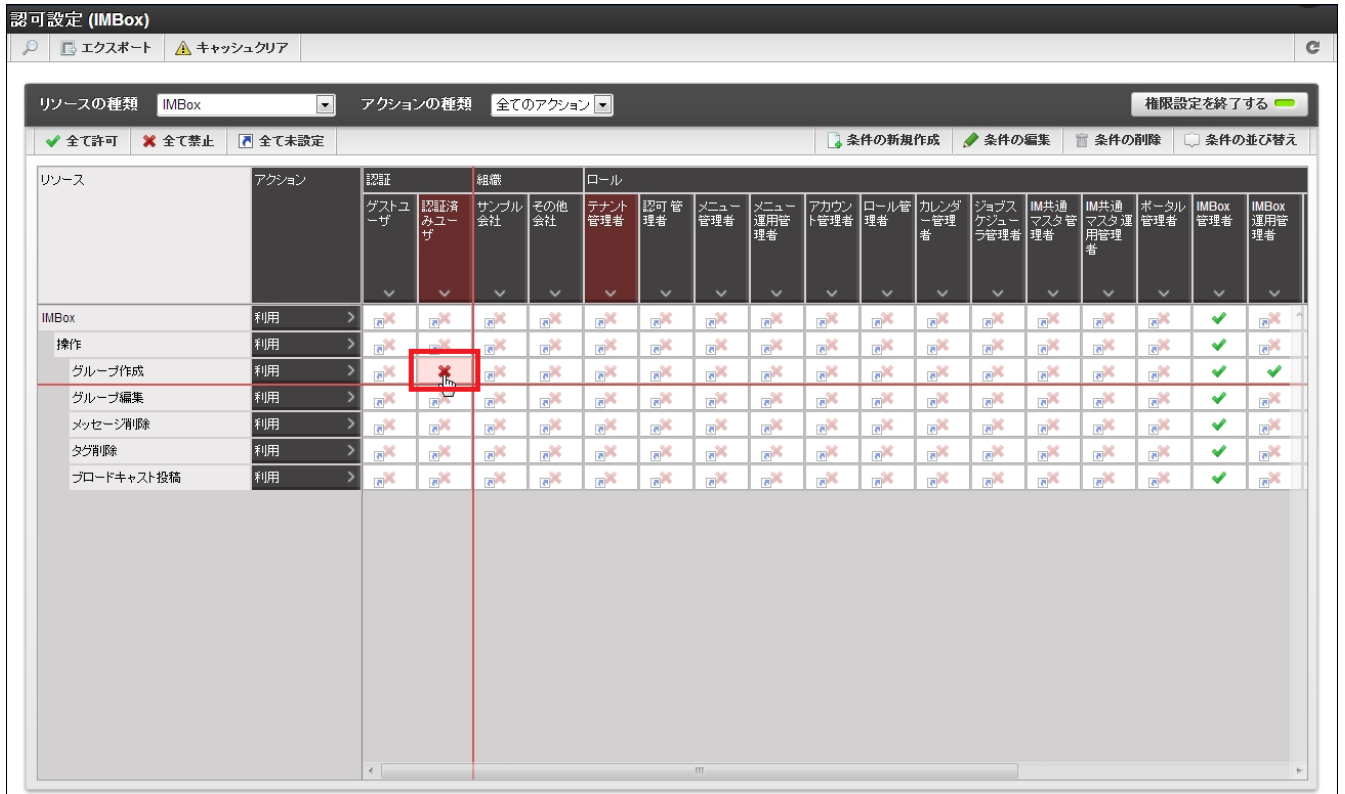 認可設定 (IMBox)
エクスポート キャッシュクリア
リソースの種類 IMBox アクションの種類 全てのアクション 権限設定を終了する
全て許可 全て禁止 全て未設定 条件の新規作成 条件の編集 条件の削除 条件の並び替え
リソース アクション 認証 組織 ロール
ゲストユーザ 認証済みユーザ サンプル会社 その他会社 テナント管理者 認可管理者 メニュー管理者 メニュー運用管理者 アカウント管理者 ロール管理者 カレンダー管理者 ジョブスケジューラ管理者 IM共通マスタ管理者 IM共通マスタ運用管理者 ポータル管理者 IMBox管理者 IMBox運用管理者
IMBox 利用
操作 利用
グループ作成 利用
グループ編集 利用
メッセージ削除 利用
タグ削除 利用
ブロードキャスト投稿 利用